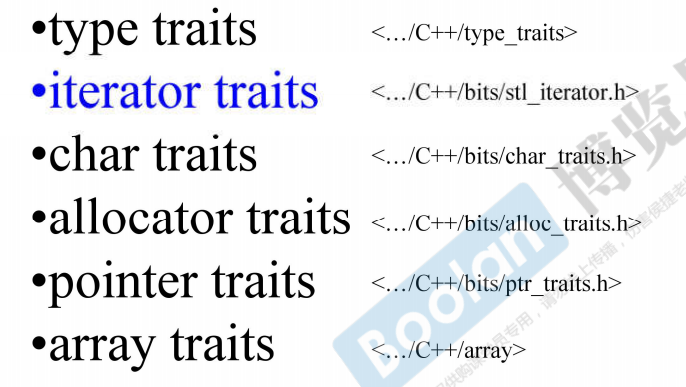 •type traits <…/C++/type_traits>
•iterator traits <…/C++/bits/stl_iterator.h>
•char traits <…/C++/bits/char_traits.h>
•allocator traits <…/C++/bits/alloc_traits.h>
•pointer traits <…/C++/bits/ptr_traits.h>
•array traits <…/C++/array>
Boolan 博览